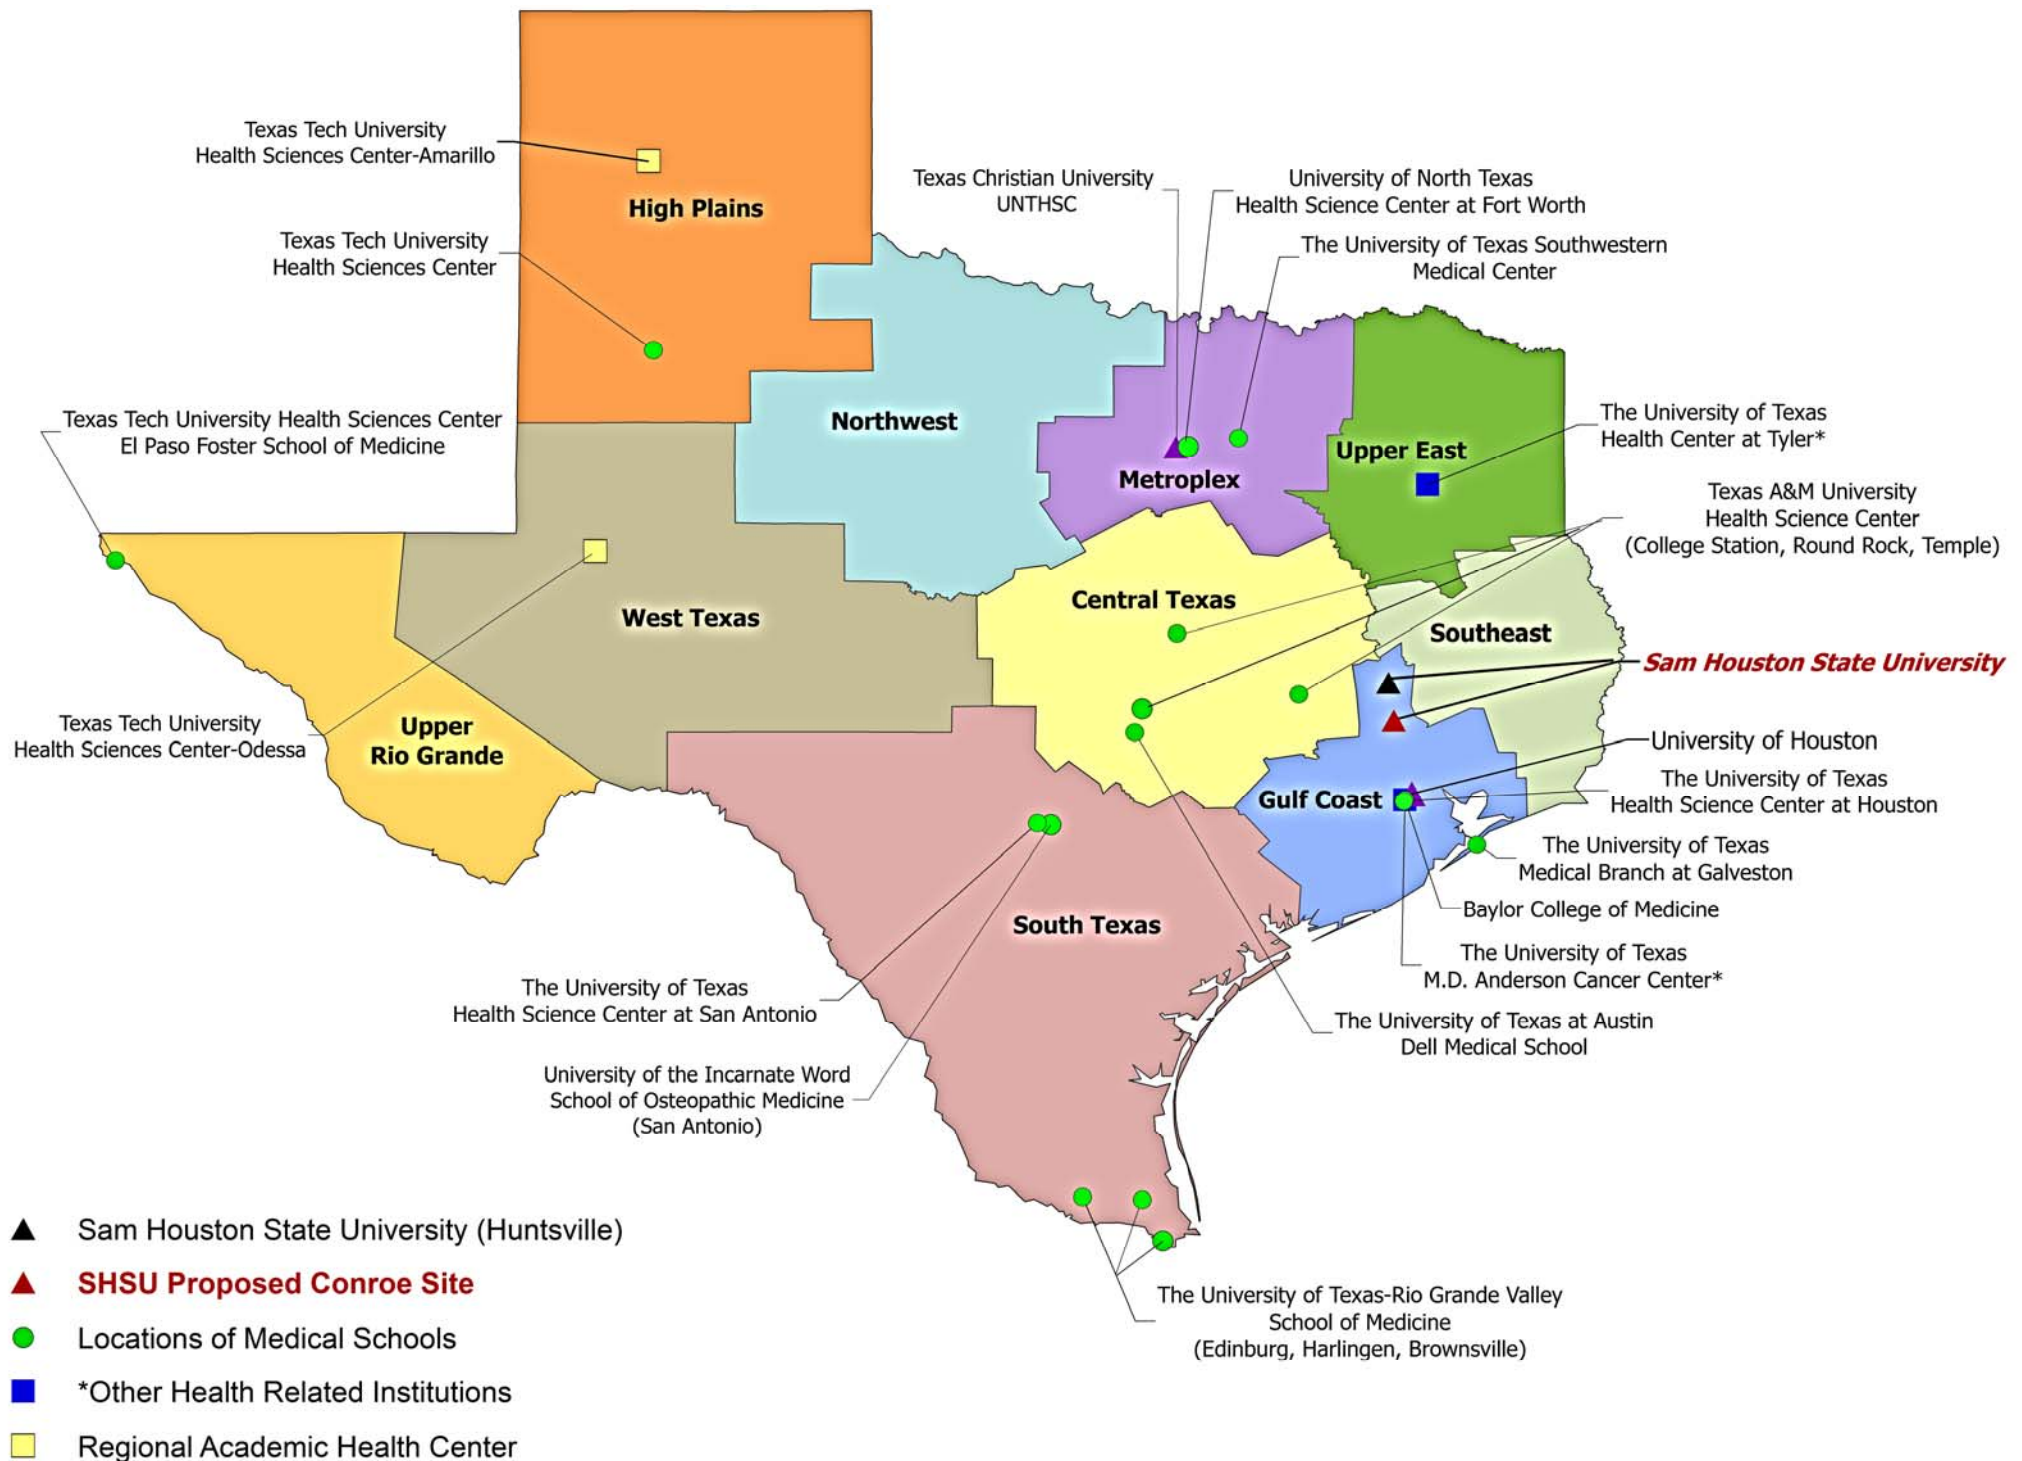 Texas Tech University
Health Sciences Center-Amarillo
High Plains
Texas Tech University
Health Sciences Center
Texas Christian University
UNTHSC
University of North Texas
Health Science Center at Fort Worth
The University of Texas Southwestern
Medical Center
Texas Tech University Health Sciences Center
El Paso Foster School of Medicine
Northwest
Metroplex
Upper East
The University of Texas
Health Center at Tyler*
Texas A&M University
Health Science Center
(College Station, Round Rock, Temple)
West Texas
Central Texas
Southeast
Sam Houston State University
Texas Tech University
Health Sciences Center-Odessa
Upper
Rio Grande
University of Houston
Gulf Coast
The University of Texas
Health Science Center at Houston
The University of Texas
Medical Branch at Galveston
Baylor College of Medicine
South Texas
The University of Texas
M.D. Anderson Cancer Center*
The University of Texas
Health Science Center at San Antonio
The University of Texas at Austin
Dell Medical School
University of the Incarnate Word
School of Osteopathic Medicine
(San Antonio)
The University of Texas-Rio Grande Valley
School of Medicine
(Edinburg, Harlingen, Brownsville)
Sam Houston State University (Huntsville)
SHSU Proposed Conroe Site
Locations of Medical Schools
*Other Health Related Institutions
Regional Academic Health Center